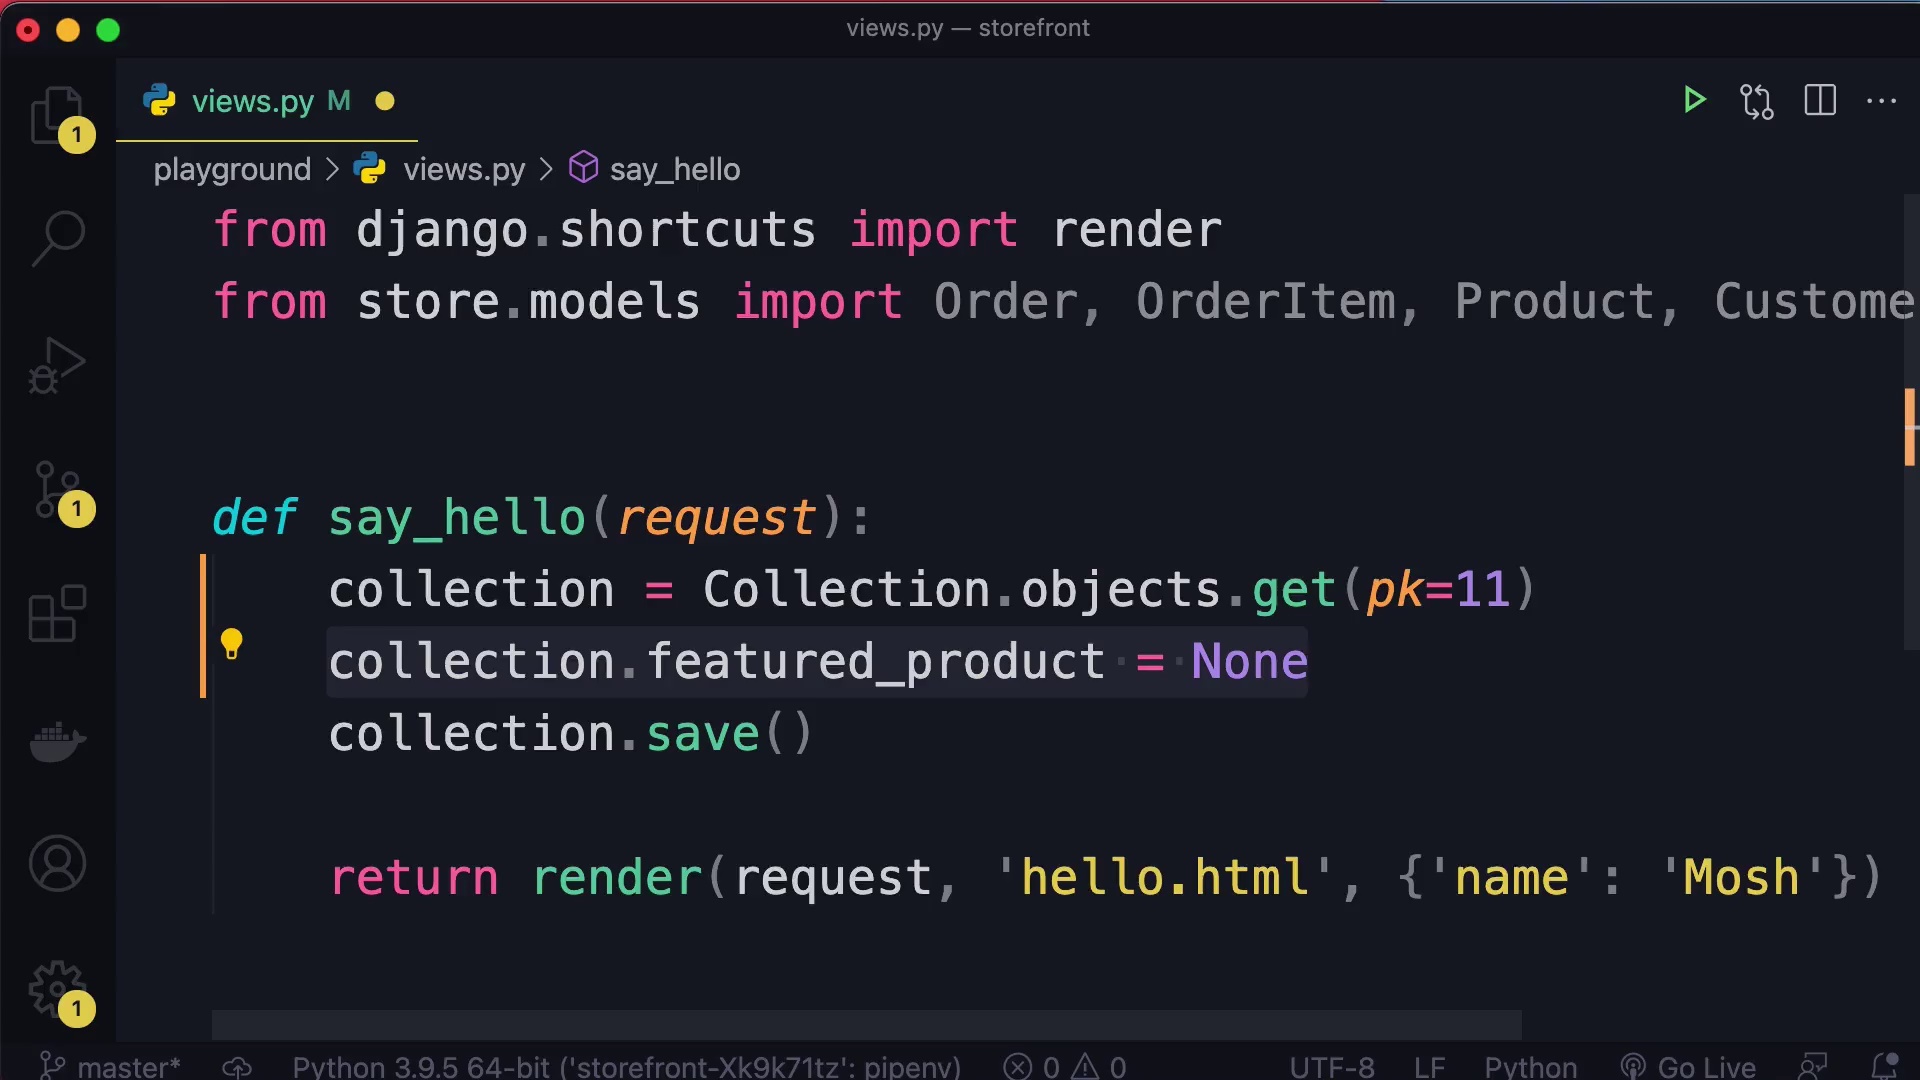 views.py — storefront
views.py M
playground > views.py > say_hello
from django.shortcuts import render
from store.models import Order, OrderItem, Product, Custome
def say_hello(request):
collection = Collection.objects.get(pk=11)
collection.featured_product = None
collection.save()
return render(request, 'hello.html', {'name': 'Mosh'})
1
1
1
master* Python 3.9.5 64-bit ('storefront-Xk9k71tz': pipenv) 0 0 UTF-8 LF Python Go Live